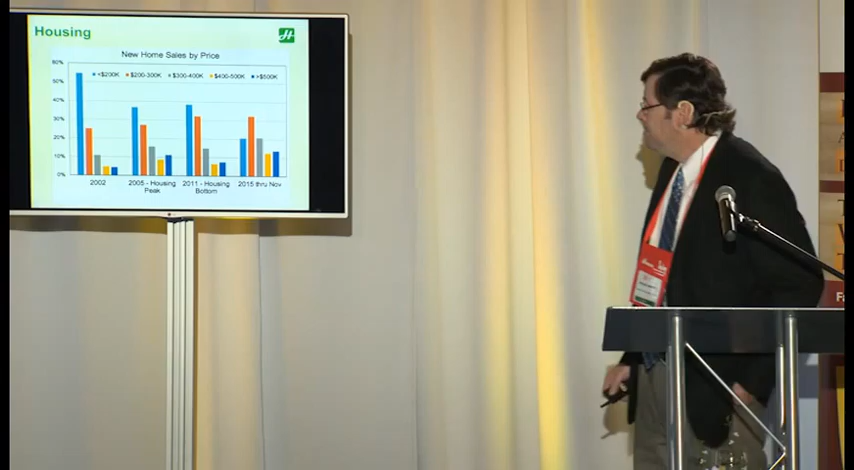 Housing
New Home Sales by Price
<$200K $200-300K $300-400K $400-500K >$500K
60%
50%
40%
30%
20%
10%
0%
2002 2005 - Housing Peak 2011 - Housing Bottom 2015 thru Nov
LG